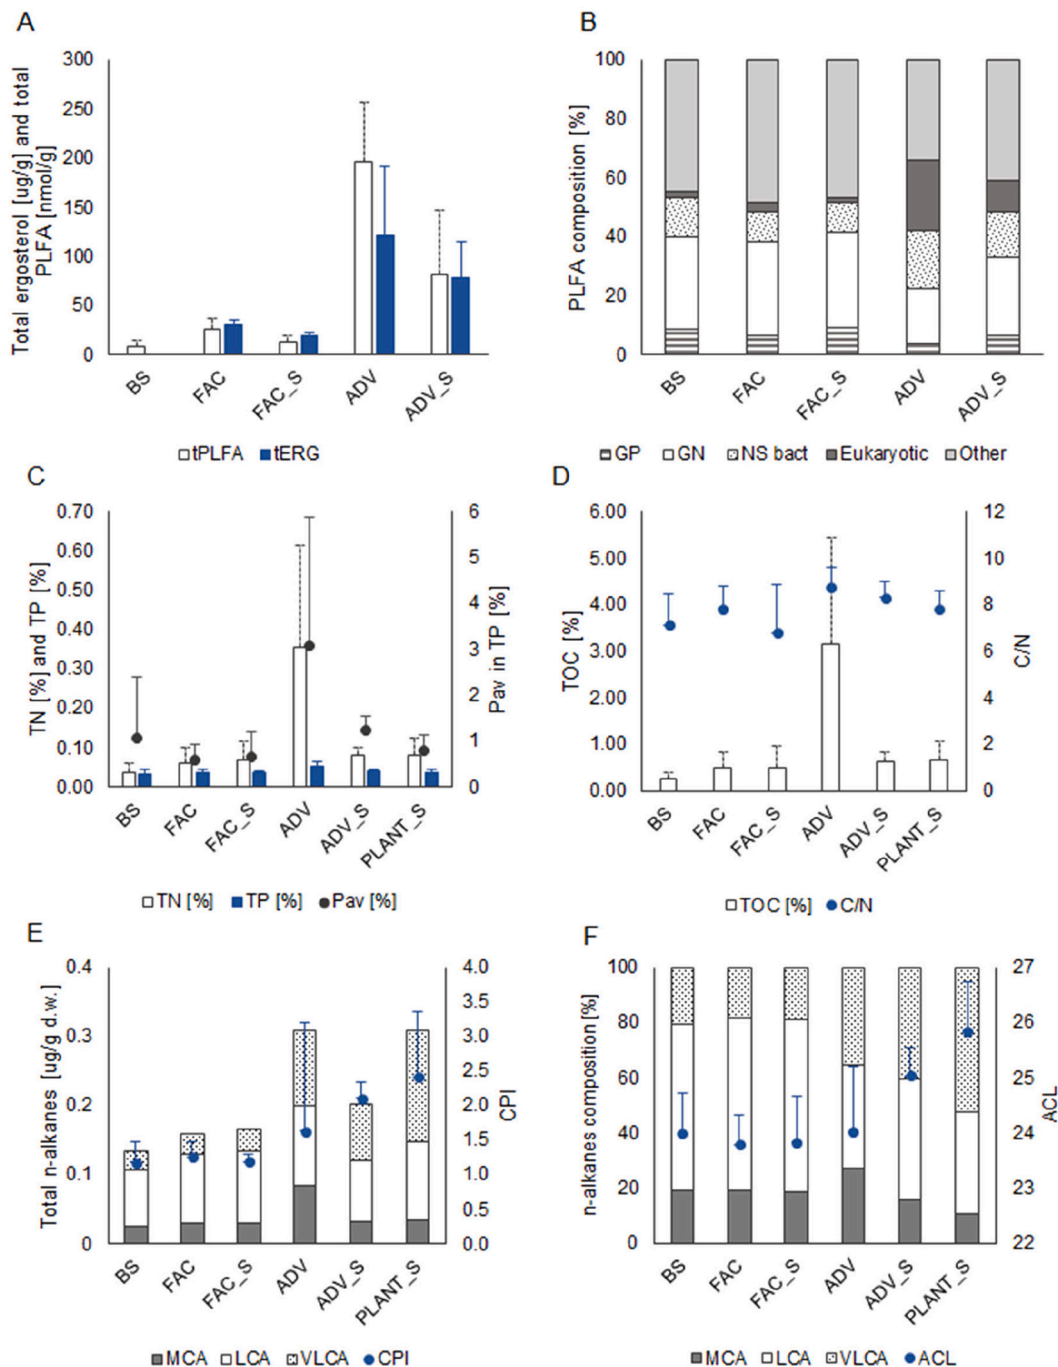 A
Total ergosterol [ug/g] and total
PLFA [nmol/g]
300
250
200
150
100
50
0
BS
FAC
FAC_S
ADV
ADV_S
tPLFA tERG
B
PLFA composition [%]
100
80
60
40
20
0
BS
FAC
FAC_S
ADV
ADV_S
GP GN NS bact Eukaryotic Other
C
TN [%] and TP [%]
0.70
0.60
0.50
0.40
0.30
0.20
0.10
0.00
6
5
4
3
2
1
0
Pav in TP [%]
BS
FAC
FAC_S
ADV
ADV_S
PLANT_S
TN [%] TP [%] Pav [%]
D
TOC [%]
6.00
5.00
4.00
3.00
2.00
1.00
0.00
12
10
8
6
4
2
0
C/N
BS
FAC
FAC_S
ADV
ADV_S
PLANT_S
TOC [%] C/N
E
Total n-alkanes [ug/g d.w.]
0.4
0.3
0.2
0.1
0
4.0
3.5
3.0
2.5
2.0
1.5
1.0
0.5
0.0
CPI
BS
FAC
FAC_S
ADV
ADV_S
PLANT_S
MCA LCA VLCA CPI
F
n-alkanes composition [%]
100
80
60
40
20
0
27
26
25
24
23
22
ACL
BS
FAC
FAC_S
ADV
ADV_S
PLANT_S
MCA LCA VLCA ACL